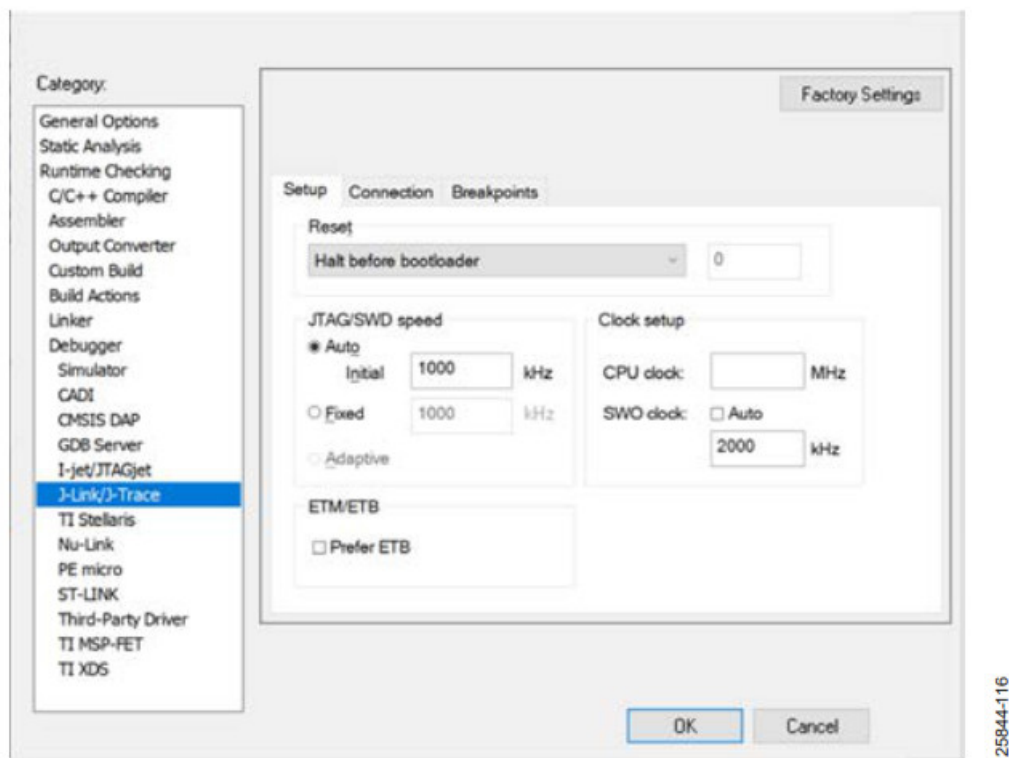 Category:
General Options
Static Analysis
Runtime Checking
C/C++ Compiler
Assembler
Output Converter
Custom Build
Build Actions
Linker
Debugger
Simulator
CADI
CMSIS DAP
GDB Server
I-jet/JTAGjet
J-Link/J-Trace
TI Stellaris
Nu-Link
PE micro
ST-LINK
Third-Party Driver
TI MSP-FET
TI XDS
Factory Settings
Setup Connection Breakpoints
Reset
Halt before bootloader 0
JTAG/SWD speed
Auto
Initial 1000 kHz
Fixed 1000 kHz
Adaptive
Clock setup
CPU clock: MHz
SWO clock: Auto
2000 kHz
ETM/ETB
Prefer ETB
OK Cancel
25844-116